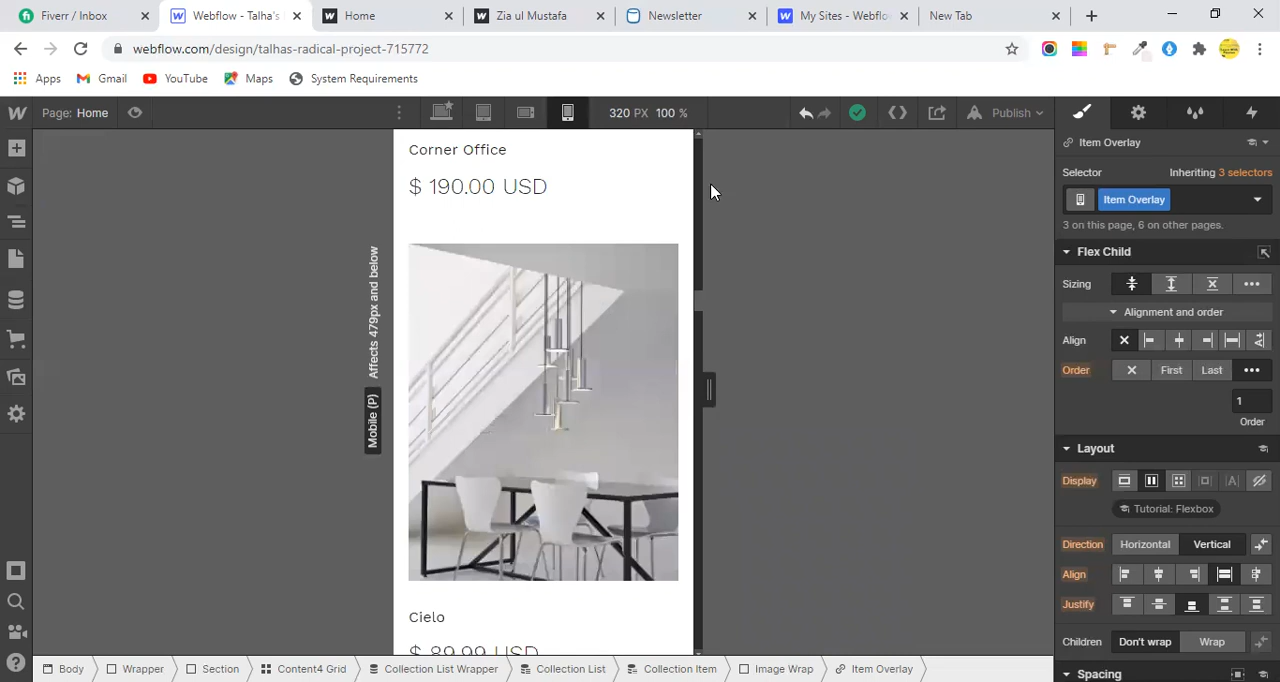 Fiverr / Inbox
Webflow - Talha's
Home
Zia ul Mustafa
Newsletter
My Sites - Webflow
New Tab
webflow.com/design/talhas-radical-project-715772
Apps
Gmail
YouTube
Maps
System Requirements
Page: Home
320 PX 100 %
Publish
Item Overlay
Selector
Inheriting 3 selectors
Item Overlay
3 on this page, 6 on other pages.
Flex Child
Sizing
Alignment and order
Align
Order
First
Last
1
Order
Layout
Display
Tutorial: Flexbox
Direction
Horizontal
Vertical
Align
Justify
Children
Don't wrap
Wrap
Spacing
Affects 479px and below
Mobile (P)
Corner Office
$ 190.00 USD
Cielo
$ 89.99 USD
Body
Wrapper
Section
Content4 Grid
Collection List Wrapper
Collection List
Collection Item
Image Wrap
Item Overlay